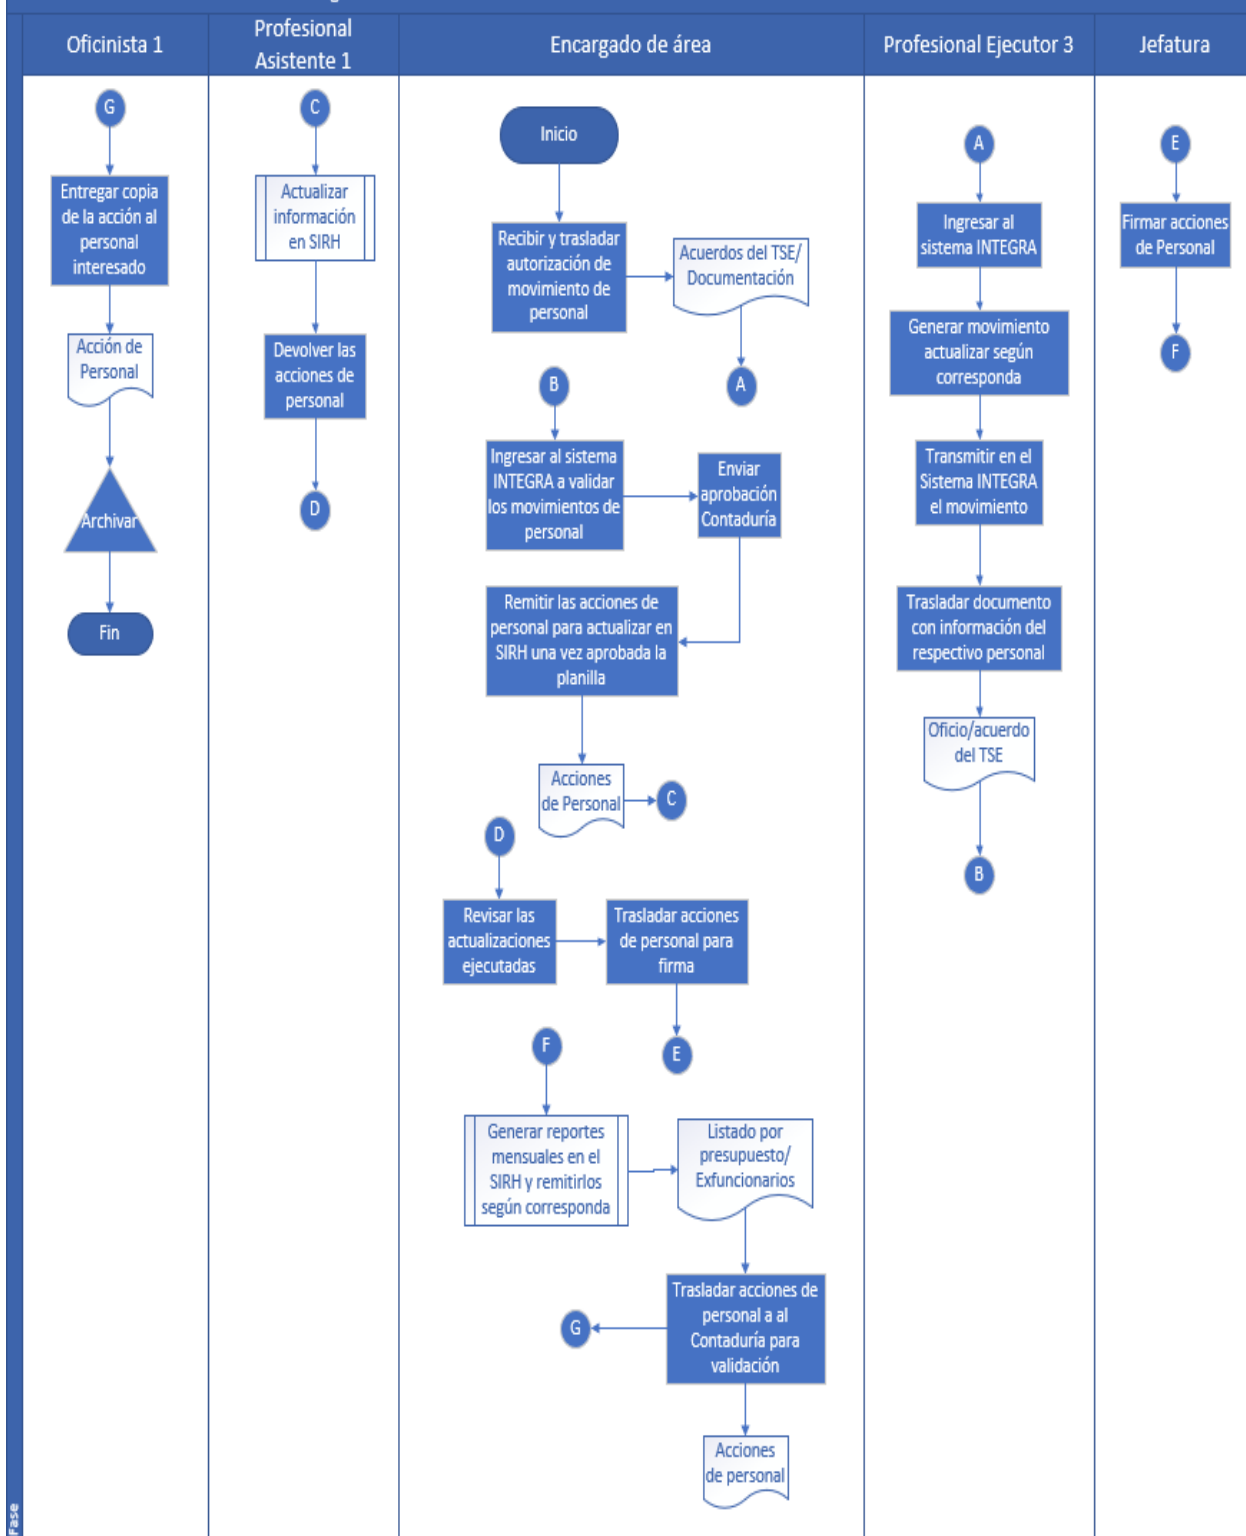 Oficinista 1
Profesional
Asistente 1
Encargado de área
Profesional Ejecutor 3
Jefatura
G
Entregar copia
de la acción al
personal
interesado
Acción de
Personal
Archivar
Fin
C
Actualizar
información
en SIRH
Devolver las
acciones de
personal
D
Inicio
Recibir y trasladar
autorización de
movimiento de
personal
Acuerdos del TSE/
Documentación
A
B
Ingresar al sistema
INTEGRA a validar
los movimientos de
personal
Enviar
aprobación
Contaduría
Remitir las acciones de
personal para actualizar en
SIRH una vez aprobada la
planilla
Acciones
de Personal
C
D
Revisar las
actualizaciones
ejecutadas
Trasladar acciones
de personal para
firma
E
F
Generar reportes
mensuales en el
SIRH y remitirlos
según corresponda
Listado por
presupuesto/
Exfuncionarios
Trasladar acciones de
personal a al
Contaduría para
validación
G
Acciones
de personal
A
Ingresar al
sistema INTEGRA
Generar movimiento
actualizar según
corresponda
Transmitir en el
Sistema INTEGRA
el movimiento
Trasladar documento
con información del
respectivo personal
Oficio/acuerdo
del TSE
B
E
Firmar acciones
de Personal
F
Fase